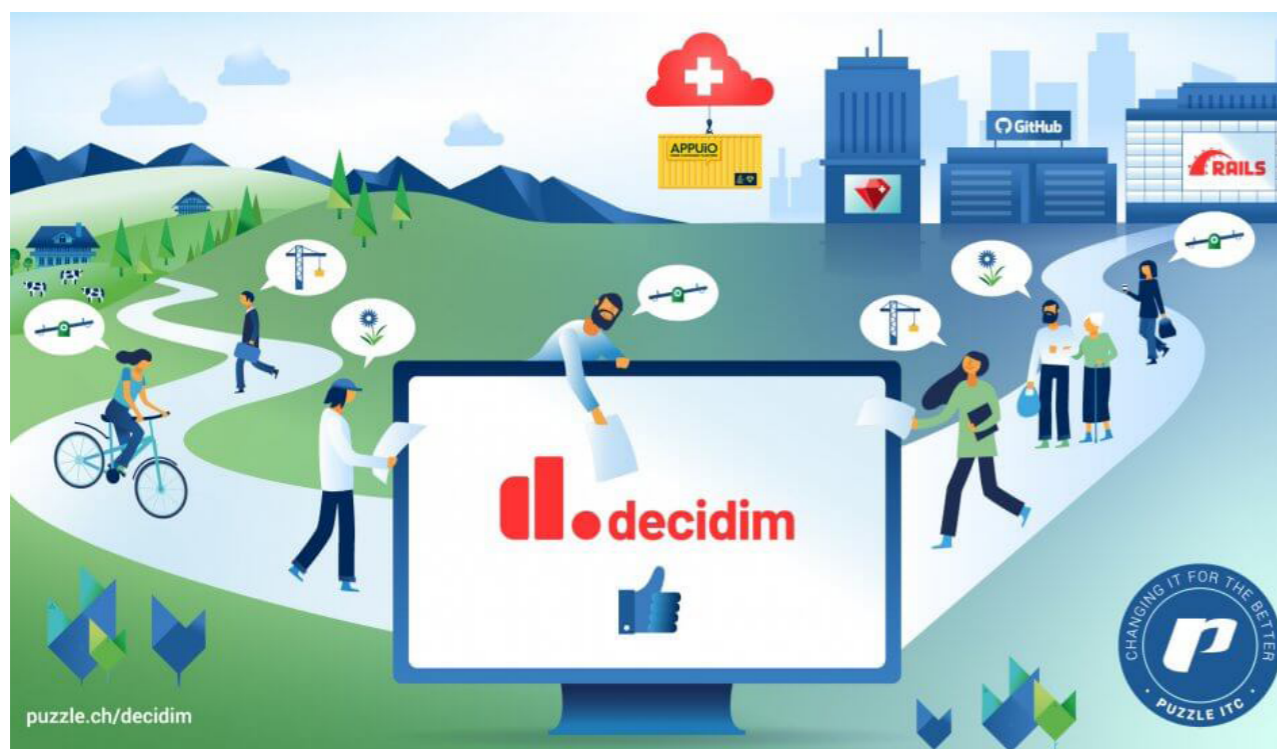 APPUiO
GitHub
RAILS
decidim
CHANGING IT FOR THE BETTER
PUZZLE ITC
puzzle.ch/decidim